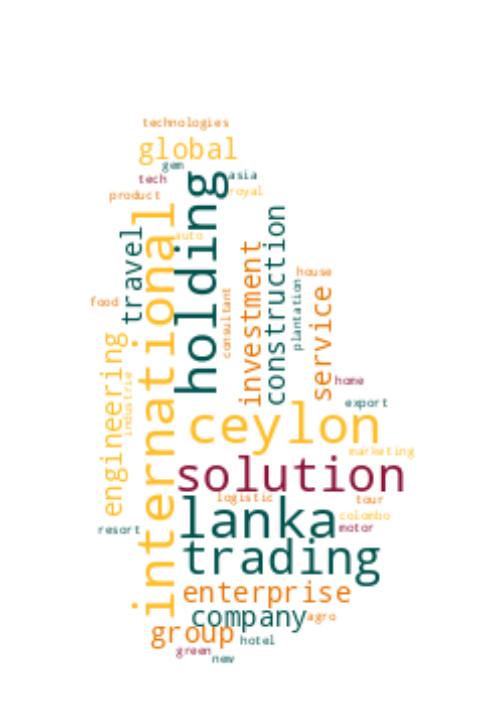 technologies
global
gem
tech
asia
product
royal
holding
international
auto
travel
construction
investment
house
plantation
consultant
service
food
engineering
industrie
home
export
ceylon
marketing
solution
logistic
tour
lanka
colombo
resort
motor
trading
enterprise
company
agro
group
hotel
green
new